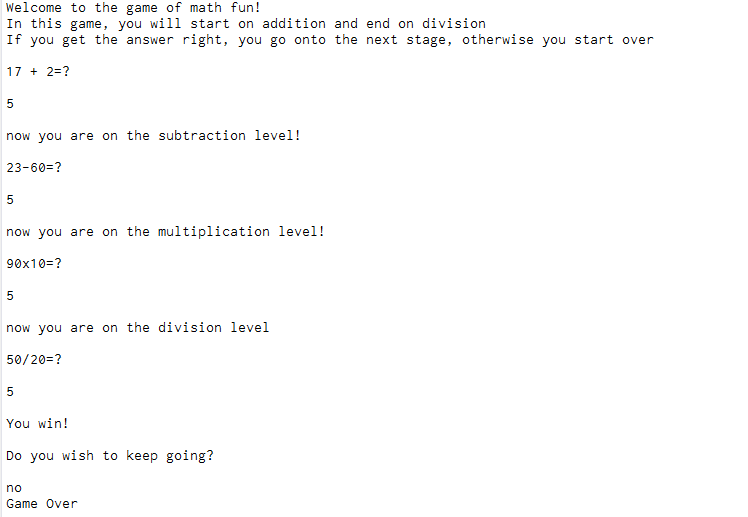 Welcome to the game of math fun!
In this game, you will start on addition and end on division
If you get the answer right, you go onto the next stage, otherwise you start over
17 + 2=?
5
now you are on the subtraction level!
23-60=?
5
now you are on the multiplication level!
90x10=?
5
now you are on the division level
50/20=?
5
You win!
Do you wish to keep going?
no
Game Over